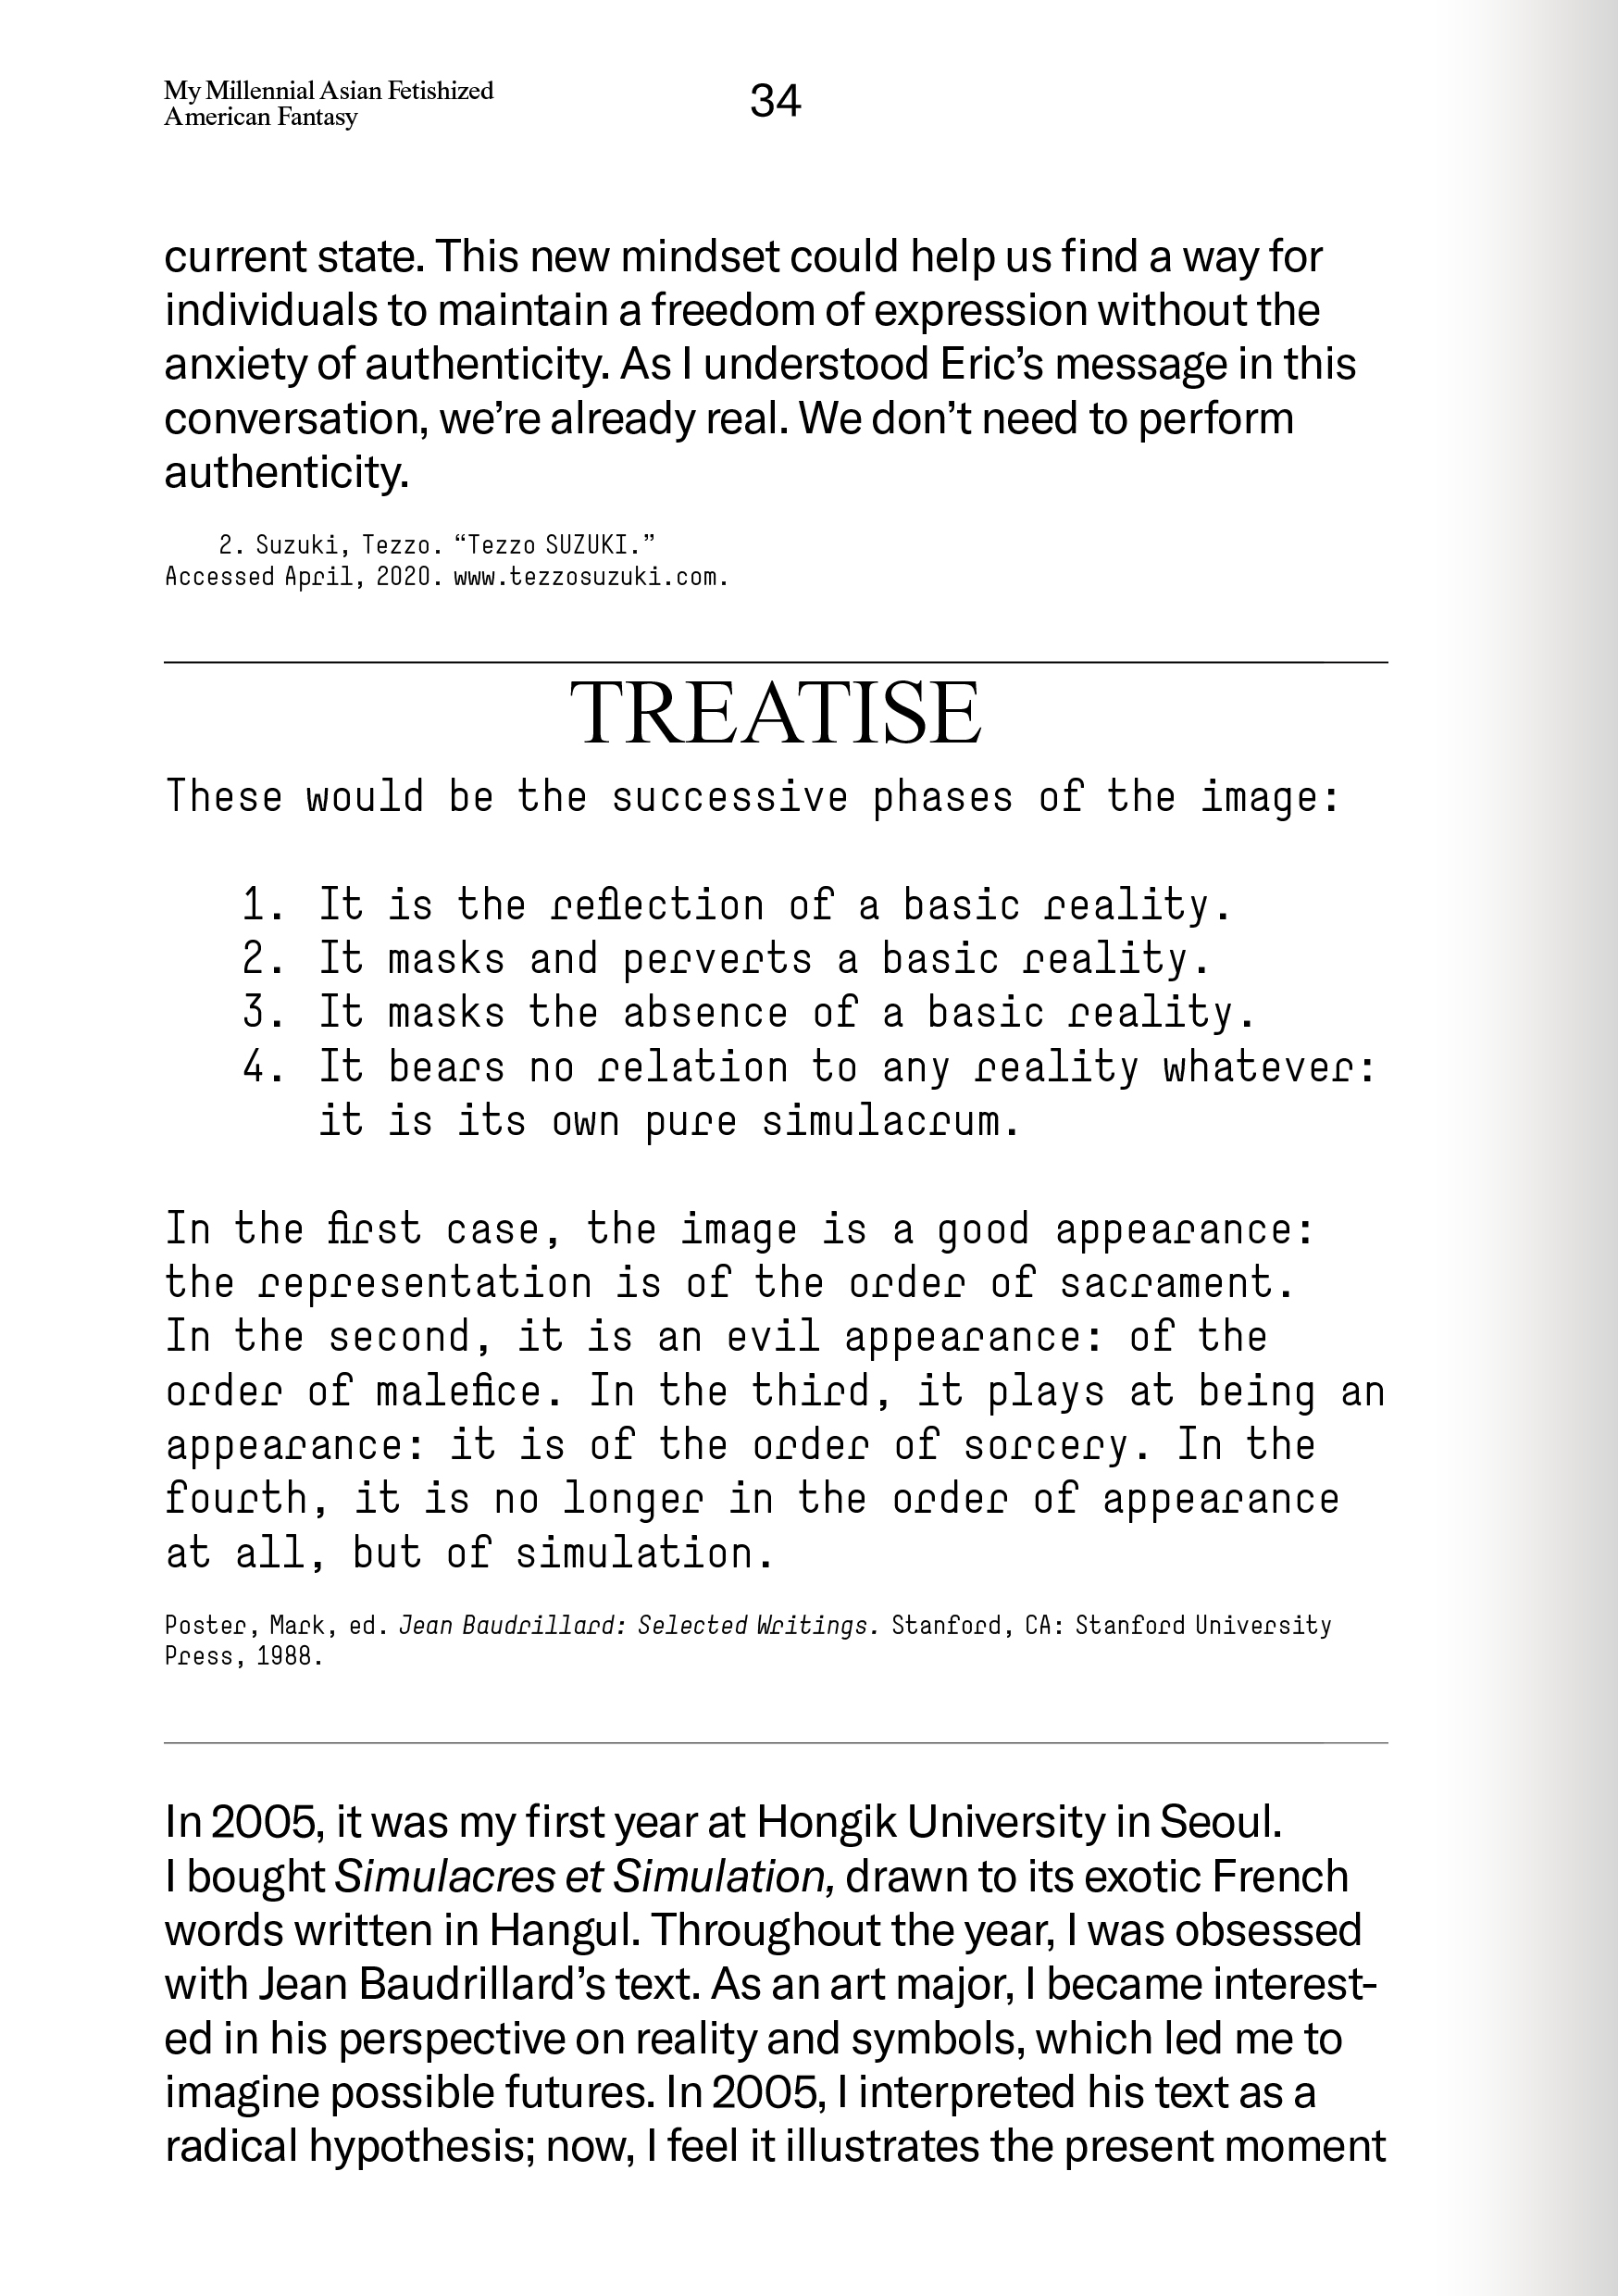 My Millennial Asian Fetishized
American Fantasy
34
current state. This new mindset could help us find a way for
individuals to maintain a freedom of expression without the
anxiety of authenticity. As I understood Eric’s message in this
conversation, we’re already real. We don’t need to perform
authenticity.
2. Suzuki, Tezzo. “Tezzo SUZUKI.”
Accessed April, 2020. www.tezzosuzuki.com.
TREATISE
These would be the successive phases of the image:
1. It is the reflection of a basic reality.
2. It masks and perverts a basic reality.
3. It masks the absence of a basic reality.
4. It bears no relation to any reality whatever:
it is its own pure simulacrum.
In the first case, the image is a good appearance:
the representation is of the order of sacrament.
In the second, it is an evil appearance: of the
order of malefice. In the third, it plays at being an
appearance: it is of the order of sorcery. In the
fourth, it is no longer in the order of appearance
at all, but of simulation.
Poster, Mark, ed. Jean Baudrillard: Selected Writings. Stanford, CA: Stanford University
Press, 1988.
In 2005, it was my first year at Hongik University in Seoul.
I bought Simulacres et Simulation, drawn to its exotic French
words written in Hangul. Throughout the year, I was obsessed
with Jean Baudrillard’s text. As an art major, I became interest-
ed in his perspective on reality and symbols, which led me to
imagine possible futures. In 2005, I interpreted his text as a
radical hypothesis; now, I feel it illustrates the present moment